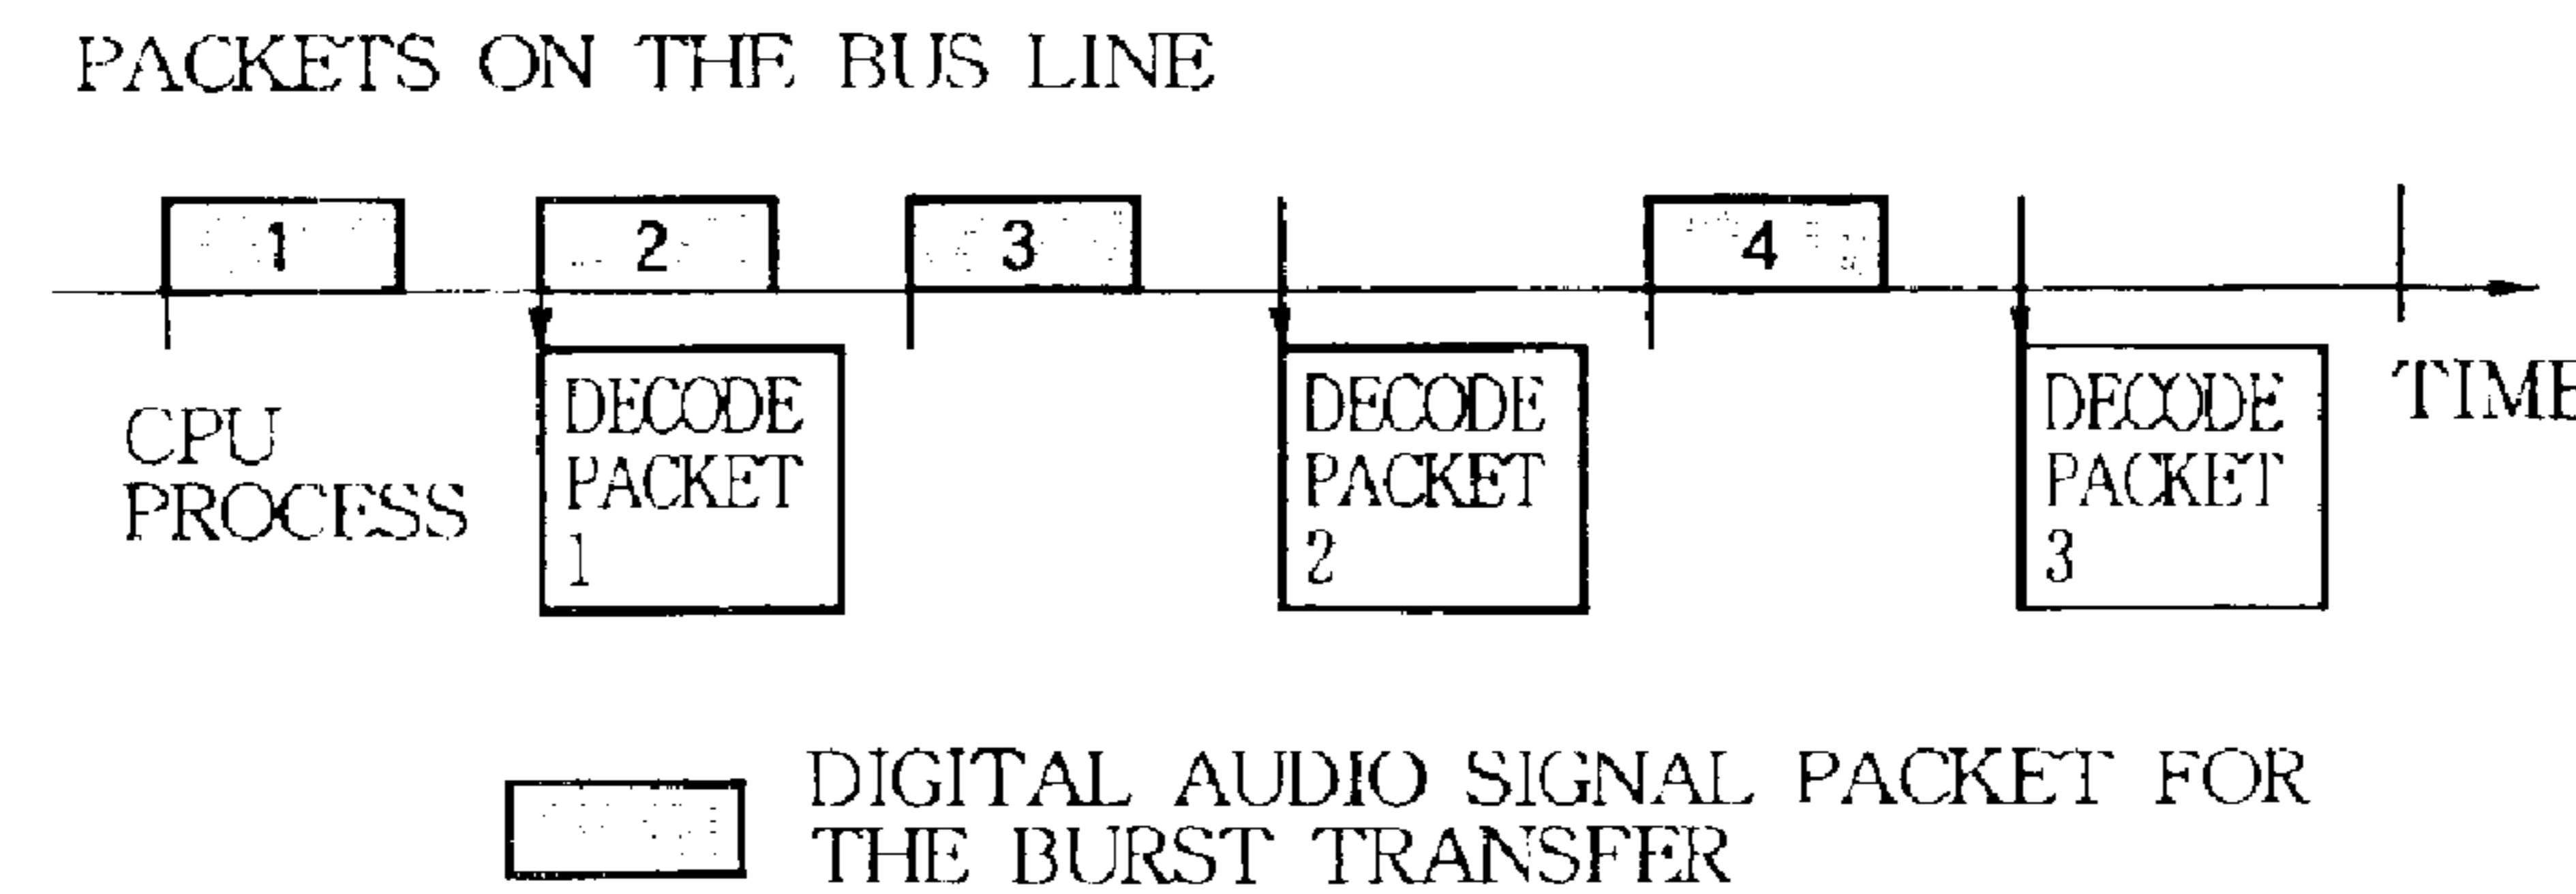 PACKETS ON THE BUS LINE
1 2 3 4
CPU
PROCESS
DECODE
PACKET
1
DECODE
PACKET
2
DECODE
PACKET
3
TIME
DIGITAL AUDIO SIGNAL PACKET FOR
THE BURST TRANSFER